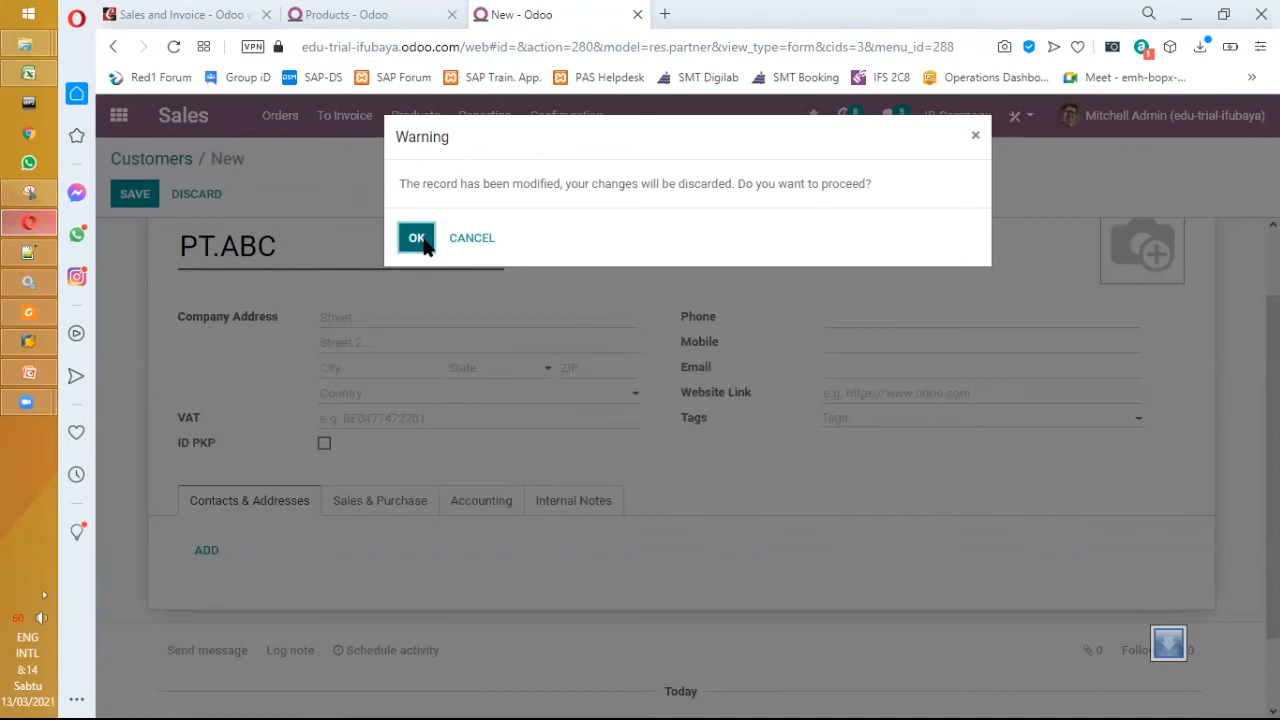 Sales and Invoice - Odoo v
Products - Odoo
New - Odoo
VPN
edu-trial-ifubaya.odoo.com/web#id=&action=280&model=res.partner&view_type=form&cids=3&menu_id=288
1
Red1 Forum
Group iD
DSM
SAP-DS
SAP Forum
SAP Train. App.
PAS Helpdesk
SMT Digilab
SMT Booking
IFS 2C8
Operations Dashbo...
Meet - emh-bopx-...
Sales
Orders
To Invoice
Mitchell Admin (edu-trial-ifubaya)
Warning
The record has been modified, your changes will be discarded. Do you want to proceed?
OK
CANCEL
Customers / New
SAVE
DISCARD
PT.ABC
Company Address
Street...
Street 2...
City
State
ZIP
Country
VAT
e.g. BE0477472701
ID PKP
Phone
Mobile
Email
Website Link
e.g. https://www.odoo.com
Tags
Tags...
Contacts & Addresses
Sales & Purchase
Accounting
Internal Notes
ADD
Send message
Log note
Schedule activity
0
Follo
0
Today
60
ENG
INTL
8:14
Sabtu
13/03/2021